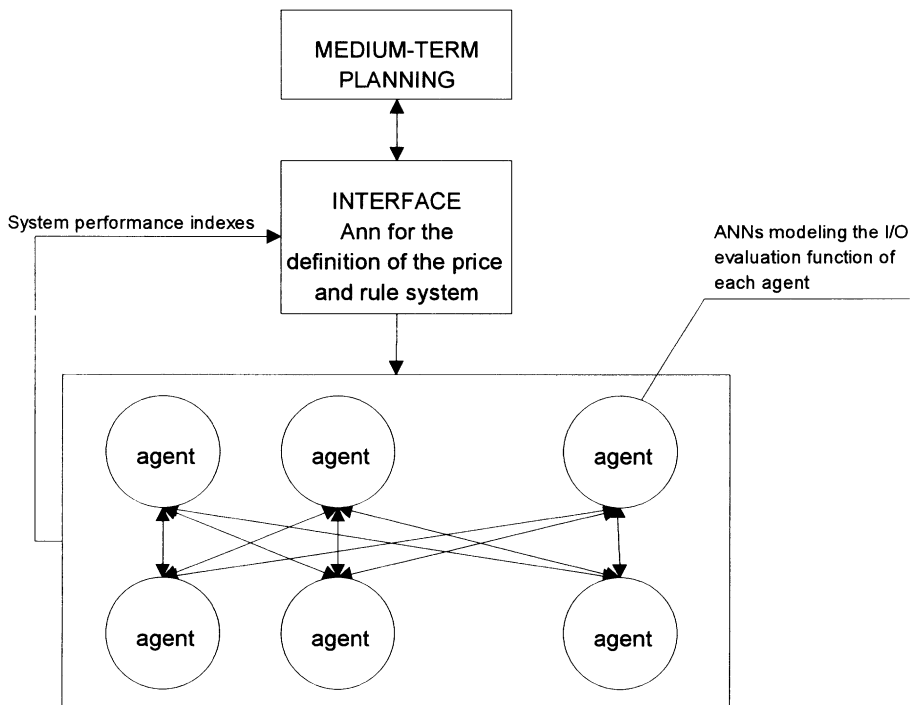 MEDIUM-TERM
PLANNING
INTERFACE
Ann for the
definition of the price
and rule system
System performance indexes
ANNs modeling the I/O
evaluation function of
each agent
agent
agent
agent
agent
agent
agent